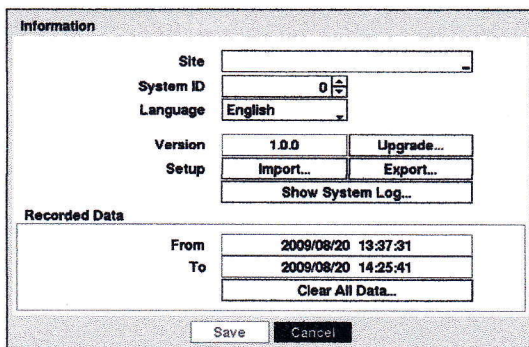 Information
Site
System ID 0
Language English
Version 1.0.0 Upgrade...
Setup Import... Export...
Show System Log...
Recorded Data
From 2009/08/20 13:37:31
To 2009/08/20 14:25:41
Clear All Data...
Save Cancel